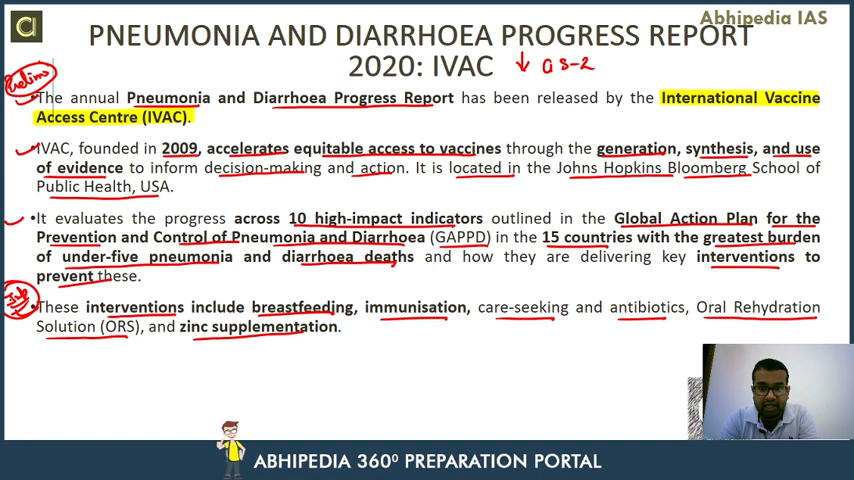 Abhipedia IAS
PNEUMONIA AND DIARRHOEA PROGRESS REPORT
2020: IVAC
GS-2
Prelims
•The annual Pneumonia and Diarrhoea Progress Report has been released by the International Vaccine
Access Centre (IVAC).
•IVAC, founded in 2009, accelerates equitable access to vaccines through the generation, synthesis, and use
of evidence to inform decision-making and action. It is located in the Johns Hopkins Bloomberg School of
Public Health, USA.
•It evaluates the progress across 10 high-impact indicators outlined in the Global Action Plan for the
Prevention and Control of Pneumonia and Diarrhoea (GAPPD) in the 15 countries with the greatest burden
of under-five pneumonia and diarrhoea deaths, and how they are delivering key interventions to
prevent these.
•These interventions include breastfeeding, immunisation, care-seeking and antibiotics, Oral Rehydration
Solution (ORS), and zinc supplementation.
ABHIPEDIA 360⁰ PREPARATION PORTAL